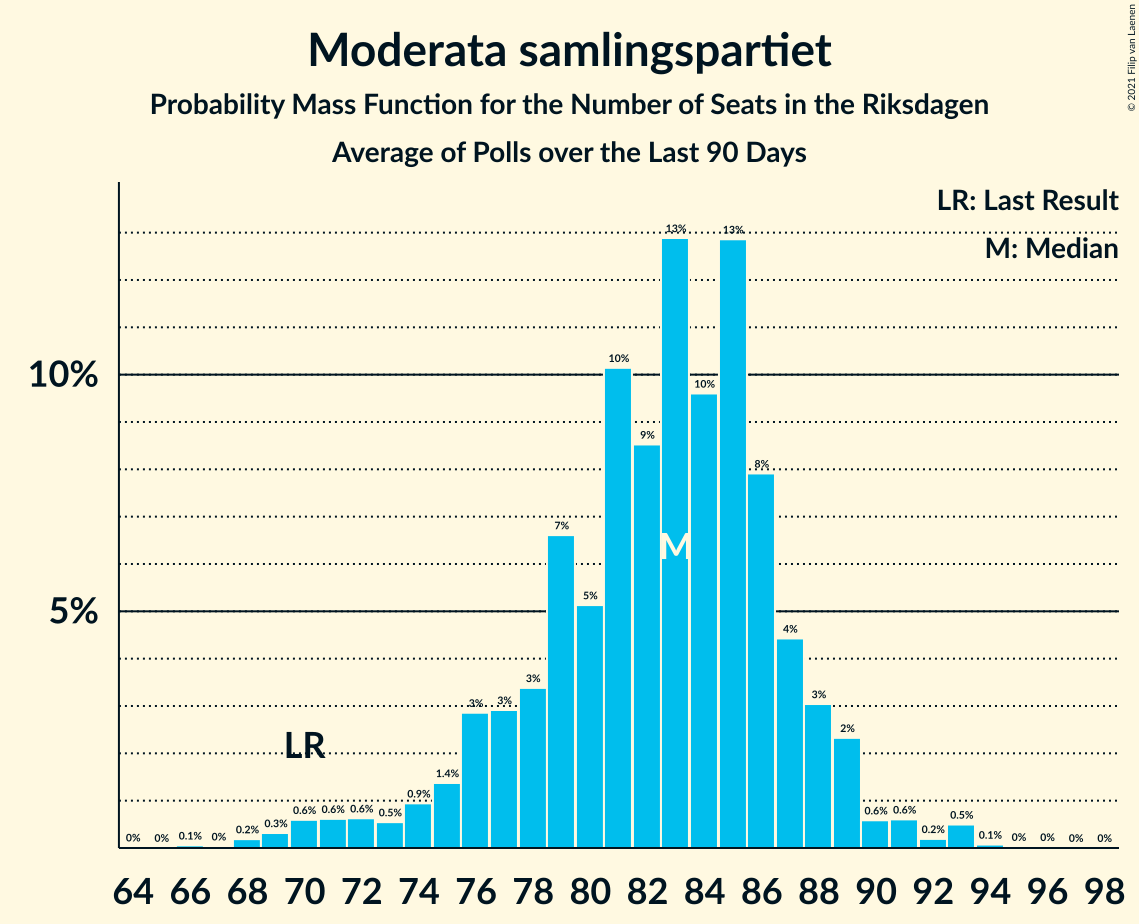 Moderata samlingspartiet
Probability Mass Function for the Number of Seats in the Riksdagen
Average of Polls over the Last 90 Days
© 2021 Filip van Laenen
LR: Last Result
M: Median
10%
5%
0% 0% 0.1% 0% 0.2% 0.3% 0.6% 0.6% 0.6% 0.5% 0.9% 1.4% 3% 3% 3% 7% 5% 10% 9% 13% 10% 13% 8% 4% 3% 2% 0.6% 0.6% 0.2% 0.5% 0.1% 0% 0% 0% 0%
LR
M
64 66 68 70 72 74 76 78 80 82 84 86 88 90 92 94 96 98